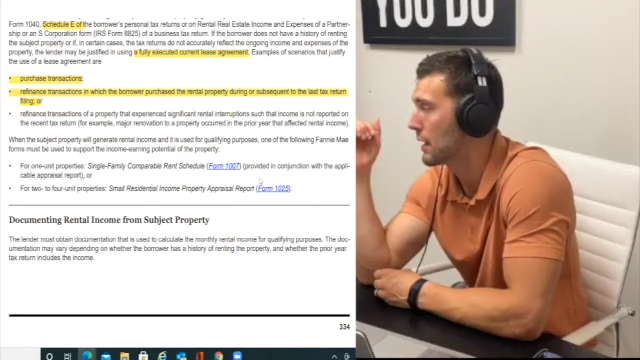 Form 1040, Schedule E of the borrower's personal tax returns or on Rental Real Estate Income and Expenses of a Partner-
ship or an S Corporation form (IRS Form 8825) of a business tax return. If the borrower does not have a history of renting
the subject property or if, in certain cases, the tax returns do not accurately reflect the ongoing income and expenses of the
property, the lender may be justified in using a fully executed current lease agreement. Examples of scenarios that justify
the use of a lease agreement are
• purchase transactions;
• refinance transactions in which the borrower purchased the rental property during or subsequent to the last tax return
filing; or
• refinance transactions of a property that experienced significant rental interruptions such that income is not reported on
the recent tax return (for example, major renovation to a property occurred in the prior year that affected rental income).
When the subject property will generate rental income and it is used for qualifying purposes, one of the following Fannie Mae
forms must be used to support the income-earning potential of the property:
• For one-unit properties: Single-Family Comparable Rent Schedule (Form 1007) (provided in conjunction with the appli-
cable appraisal report), or
• For two- to four-unit properties: Small Residential Income Property Appraisal Report (Form 1025).
Documenting Rental Income from Subject Property
The lender must obtain documentation that is used to calculate the monthly rental income for qualifying purposes. The doc-
umentation may vary depending on whether the borrower has a history of renting the property, and whether the prior year
tax return includes the income.
334
YOU DO